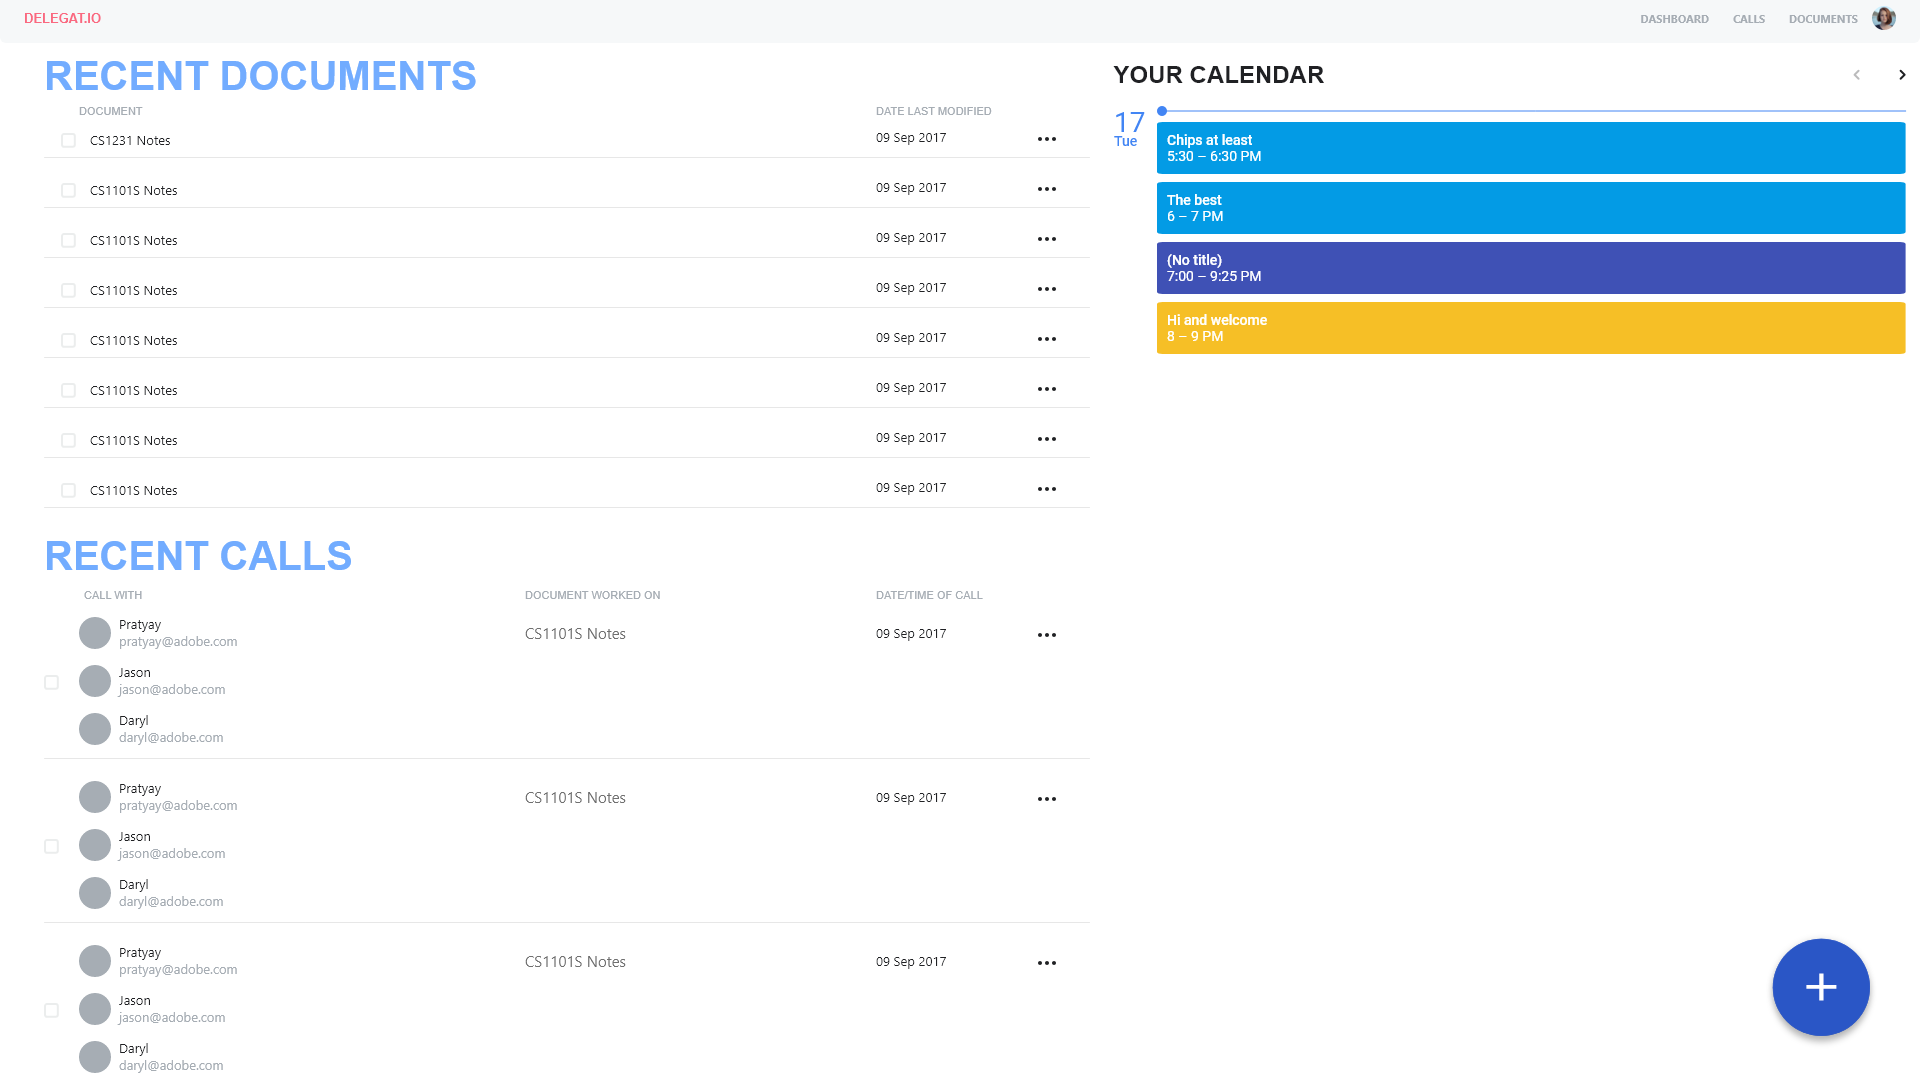 DELEGAT.IO
DASHBOARD CALLS DOCUMENTS
RECENT DOCUMENTS
DOCUMENT DATE LAST MODIFIED
CS1231 Notes 09 Sep 2017
CS1101S Notes 09 Sep 2017
CS1101S Notes 09 Sep 2017
CS1101S Notes 09 Sep 2017
CS1101S Notes 09 Sep 2017
CS1101S Notes 09 Sep 2017
CS1101S Notes 09 Sep 2017
CS1101S Notes 09 Sep 2017
RECENT CALLS
CALL WITH DOCUMENT WORKED ON DATE/TIME OF CALL
Pratyay
pratyay@adobe.com
CS1101S Notes 09 Sep 2017
Jason
jason@adobe.com
Daryl
daryl@adobe.com
Pratyay
pratyay@adobe.com
CS1101S Notes 09 Sep 2017
Jason
jason@adobe.com
Daryl
daryl@adobe.com
Pratyay
pratyay@adobe.com
CS1101S Notes 09 Sep 2017
Jason
jason@adobe.com
Daryl
daryl@adobe.com
YOUR CALENDAR
17
Tue
Chips at least
5:30 – 6:30 PM
The best
6 – 7 PM
(No title)
7:00 – 9:25 PM
Hi and welcome
8 – 9 PM